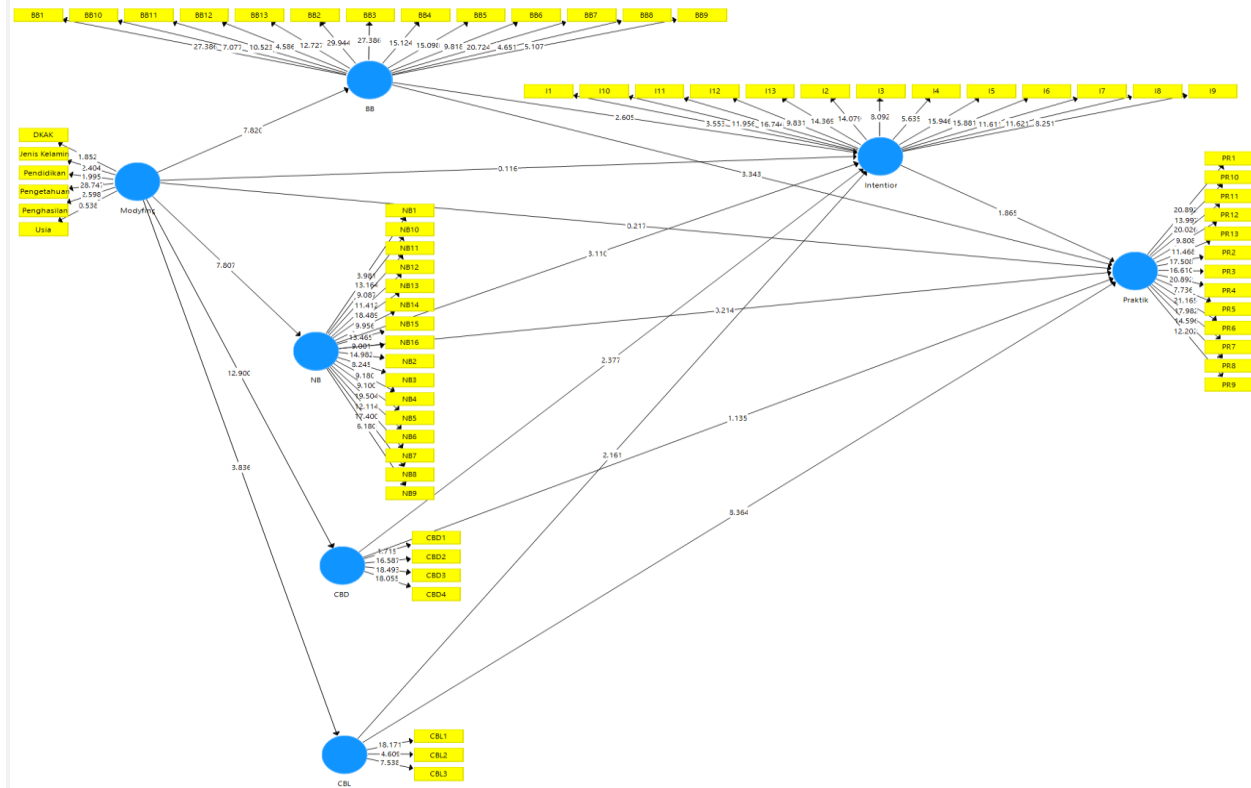 BB1 BB10 BB11 BB12 BB13 BB2 BB3 BB4 BB5 BB6 BB7 BB8 BB9
27.386 7.077 10.523 4.586 12.727 29.944 27.386 15.124 15.098 9.818 20.724 4.651 5.107
BB
I1 I10 I11 I12 I13 I2 I3 I4 I5 I6 I7 I8 I9
3.553 11.956 16.744 9.831 14.369 14.079 8.092 5.635 15.946 15.881 11.611 11.621 8.251
Intention
DKAK
Jenis Kelamin
Pendidikan
Pengetahuan
Penghasilan
Usia
1.852
2.404
1.995
28.747
2.598
0.538
Modyfing
7.820
2.605
0.116
3.343
0.217
1.865
7.807
3.110
3.214
12.900
2.377
1.135
3.836
2.161
8.364
NB1
NB10
NB11
NB12
NB13
NB14
NB15
NB16
NB2
NB3
NB4
NB5
NB6
NB7
NB8
NB9
3.981
13.164
9.087
11.412
18.489
9.956
13.465
9.001
14.982
8.245
9.180
9.100
19.504
12.114
17.400
6.180
NB
PR1
PR10
PR11
PR12
PR13
PR2
PR3
PR4
PR5
PR6
PR7
PR8
PR9
20.892
13.997
20.026
9.808
11.468
17.508
16.610
20.892
7.736
21.165
17.982
14.596
12.202
Praktik
CBD1
CBD2
CBD3
CBD4
1.715
16.587
18.493
18.055
CBD
CBL1
CBL2
CBL3
18.171
4.609
7.538
CBL